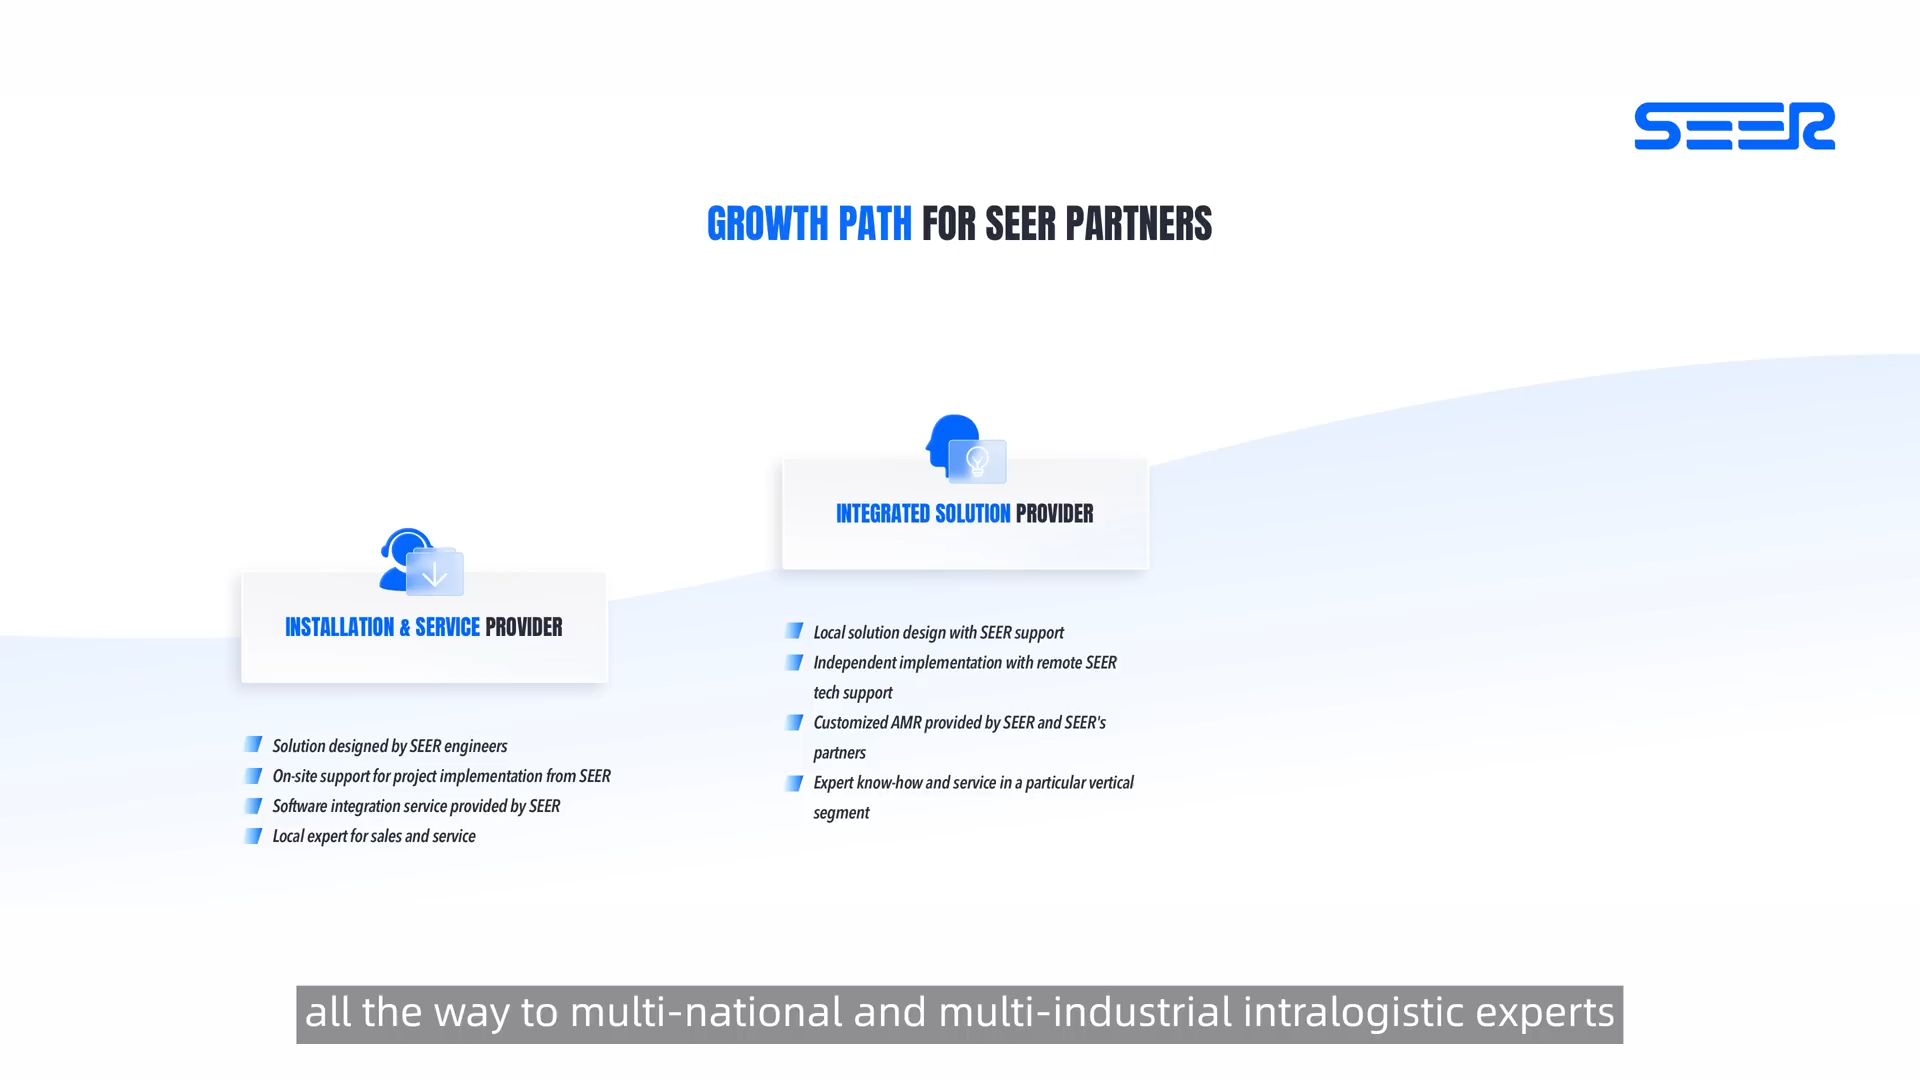 SEER
GROWTH PATH FOR SEER PARTNERS
INTEGRATED SOLUTION PROVIDER
Local solution design with SEER support
Independent implementation with remote SEER
tech support
Customized AMR provided by SEER and SEER's
partners
Expert know-how and service in a particular vertical
segment
INSTALLATION & SERVICE PROVIDER
Solution designed by SEER engineers
On-site support for project implementation from SEER
Software integration service provided by SEER
Local expert for sales and service
all the way to multi-national and multi-industrial intralogistic experts